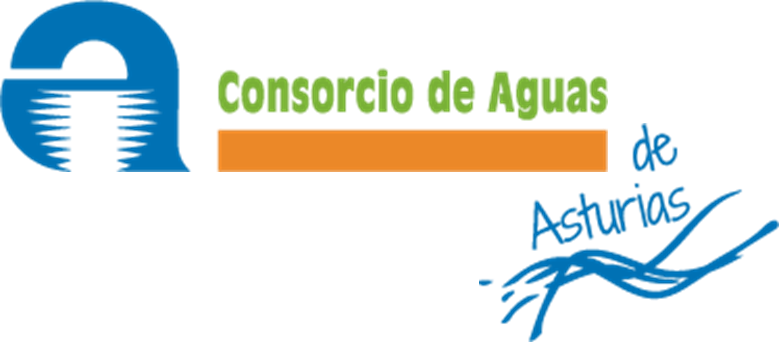 Consorcio de Aguas
de
Asturias